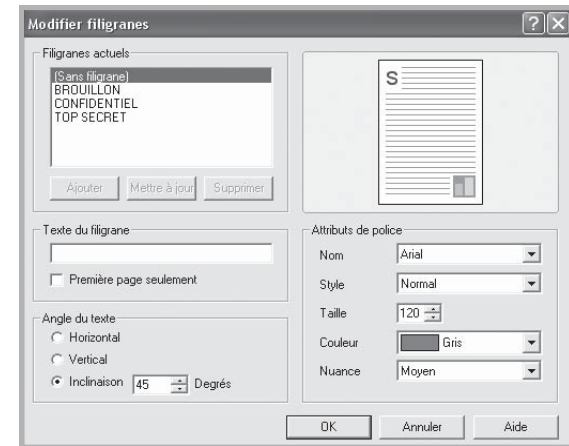 Modifier filigranes
Filigranes actuels
(Sans filigrane)
BROUILLON
CONFIDENTIEL
TOP SECRET
Ajouter
Mettre à jour
Supprimer
Texte du filigrane
Première page seulement
Angle du texte
Horizontal
Vertical
Inclinaison 45 Degrés
S
Attributs de police
Nom Arial
Style Normal
Taille 120
Couleur Gris
Nuance Moyen
OK
Annuler
Aide